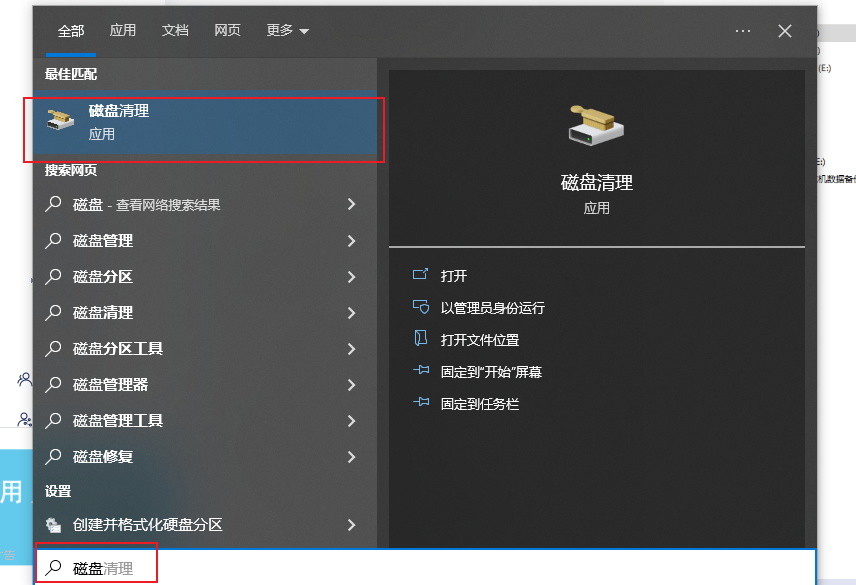 全部 应用 文档 网页 更多
最佳匹配
磁盘清理
应用
搜索网页
磁盘 - 查看网络搜索结果
磁盘管理
磁盘分区
磁盘清理
磁盘分区工具
磁盘管理器
磁盘管理工具
磁盘修复
设置
创建并格式化硬盘分区
磁盘清理
磁盘清理
应用
打开
以管理员身份运行
打开文件位置
固定到"开始"屏幕
固定到任务栏
(E:)
E:)
机数据备
用